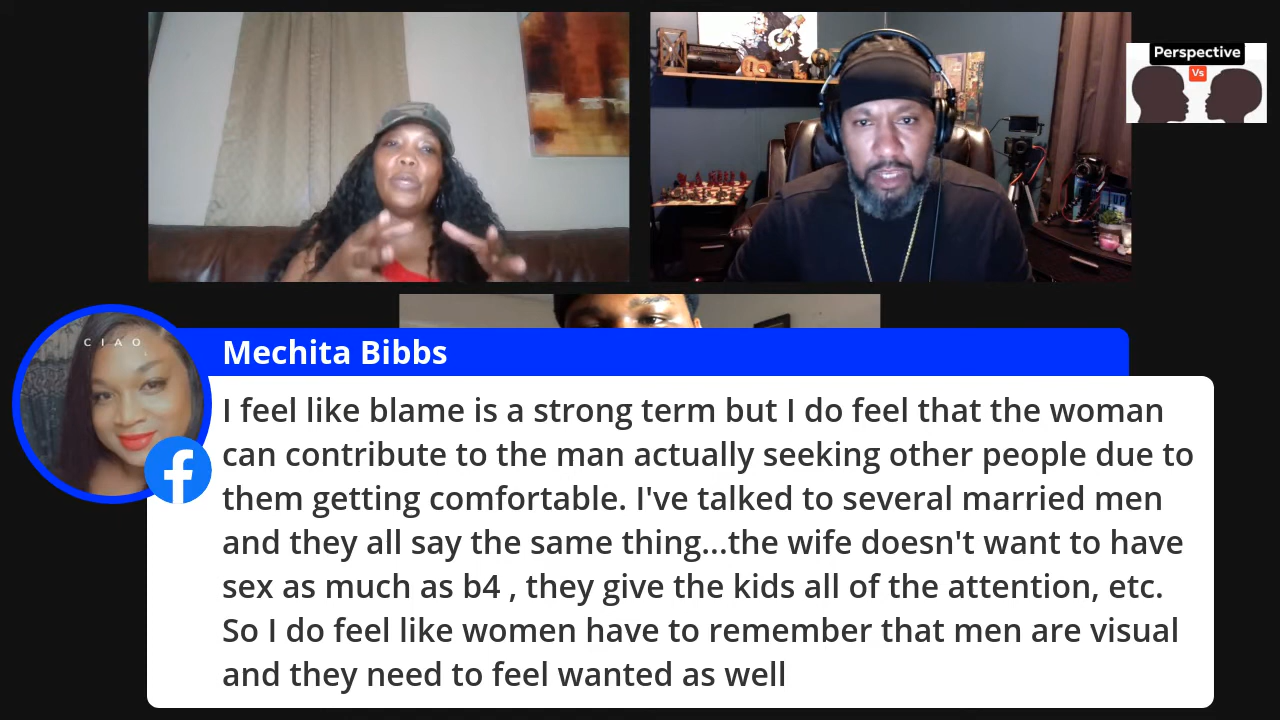 Perspective
Vs
CIAO
Mechita Bibbs
I feel like blame is a strong term but I do feel that the woman
can contribute to the man actually seeking other people due to
them getting comfortable. I've talked to several married men
and they all say the same thing...the wife doesn't want to have
sex as much as b4 , they give the kids all of the attention, etc.
So I do feel like women have to remember that men are visual
and they need to feel wanted as well